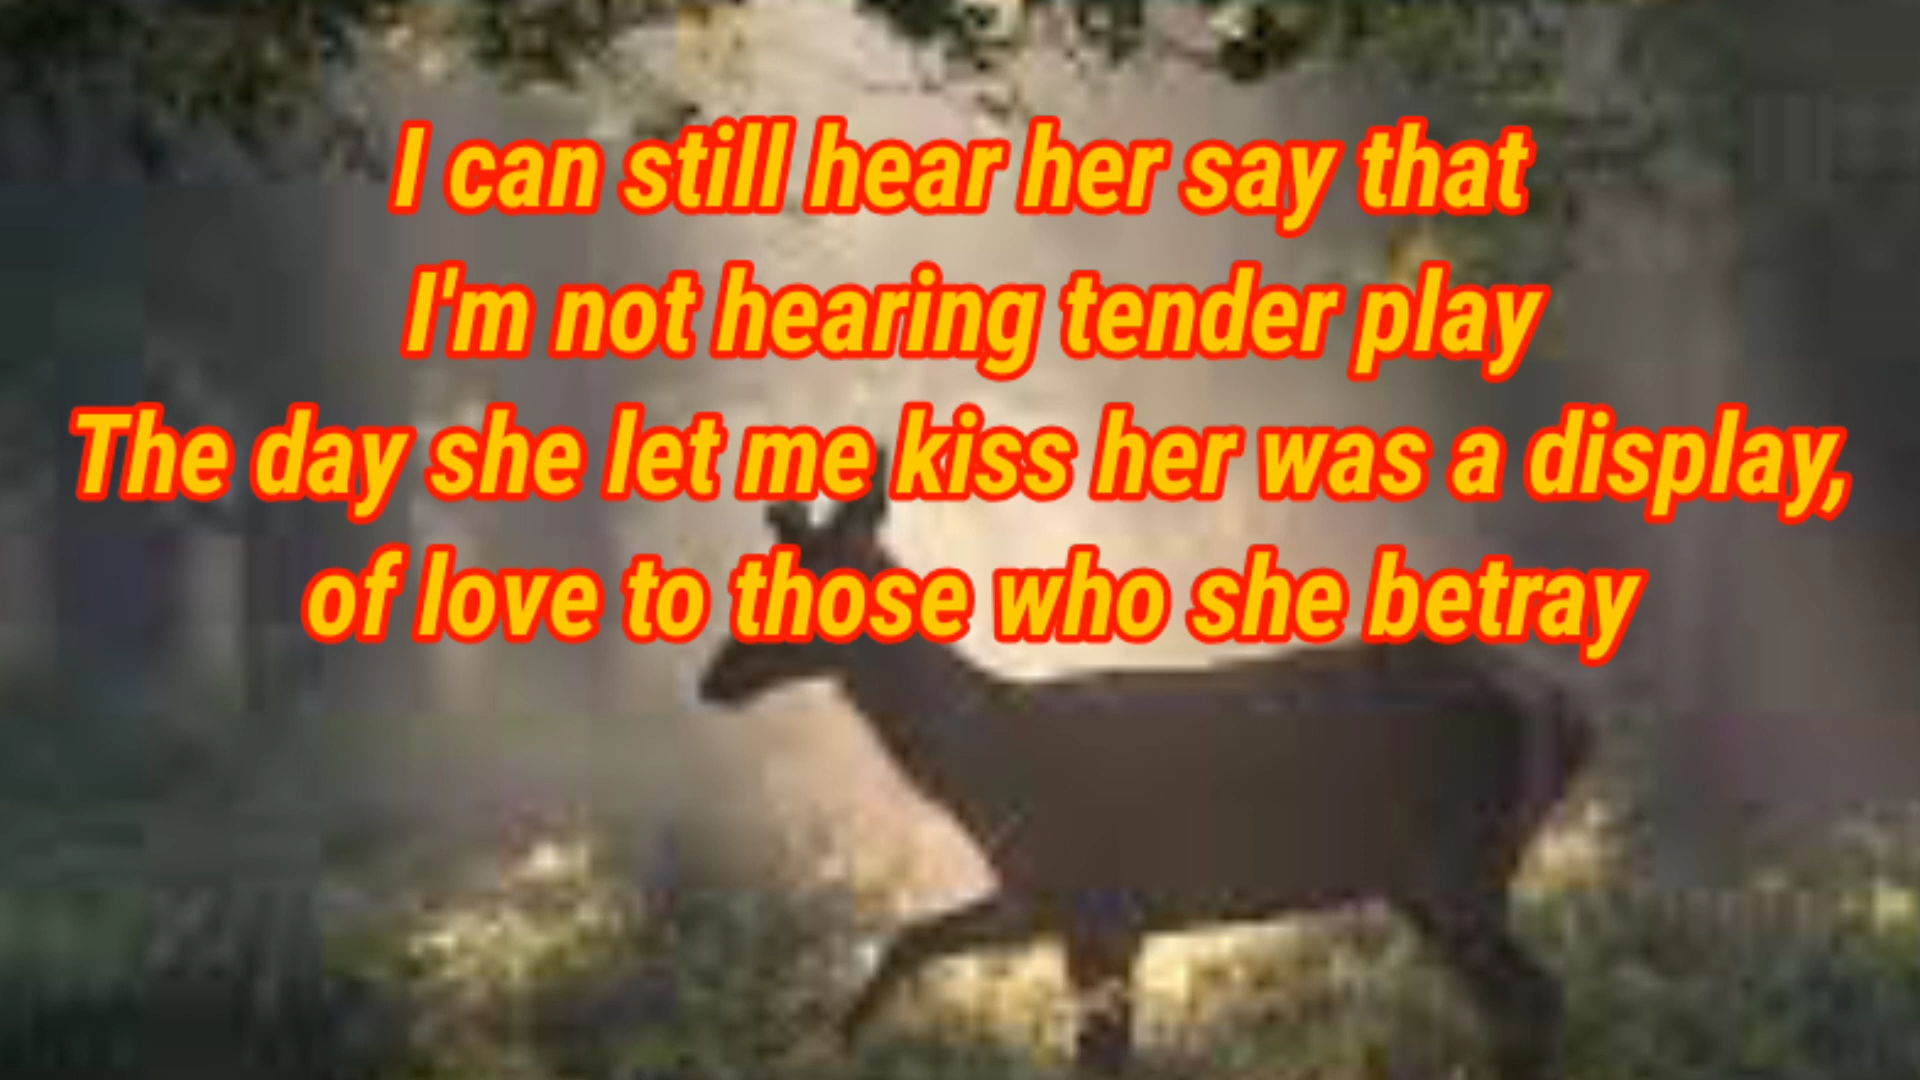 I can still hear her say that
I'm not hearing tender play
The day she let me kiss her was a display,
of love to those who she betray